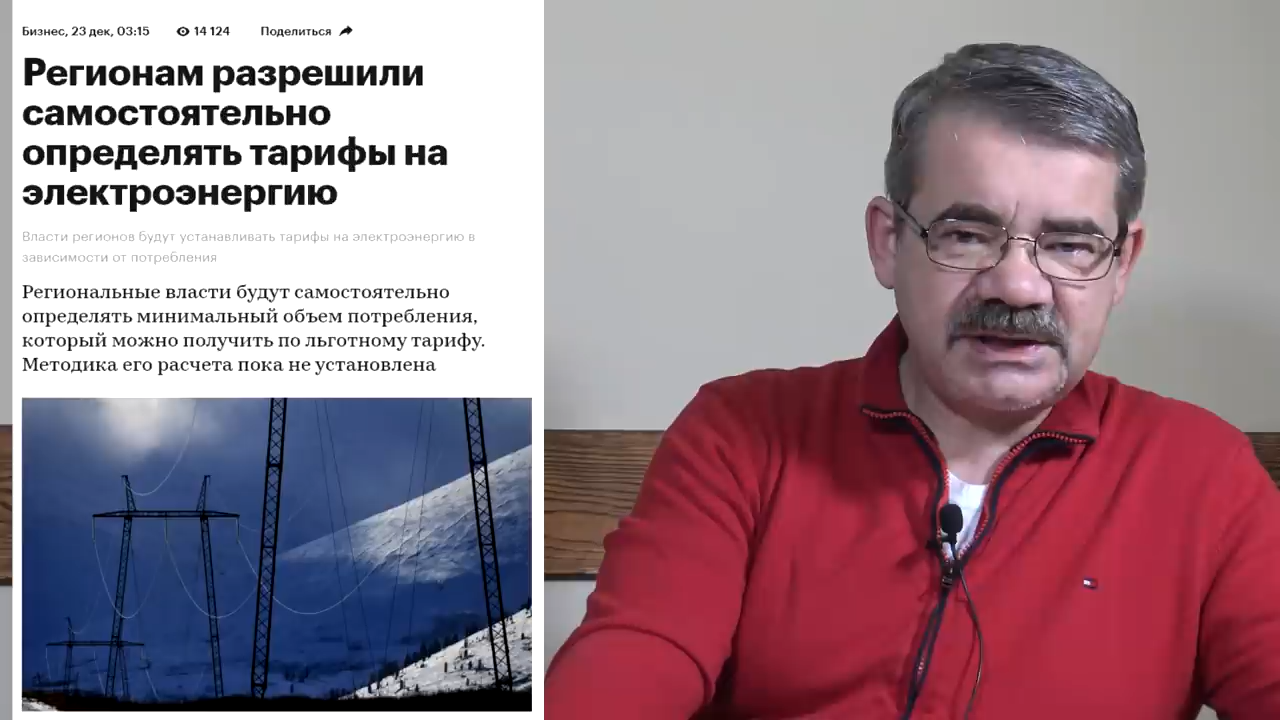 Бизнес, 23 дек, 03:15 14 124 Поделиться
Регионам разрешили
самостоятельно
определять тарифы на
электроэнергию
Власти регионов будут устанавливать тарифы на электроэнергию в
зависимости от потребления
Региональные власти будут самостоятельно
определять минимальный объем потребления,
который можно получить по льготному тарифу.
Методика его расчета пока не установлена